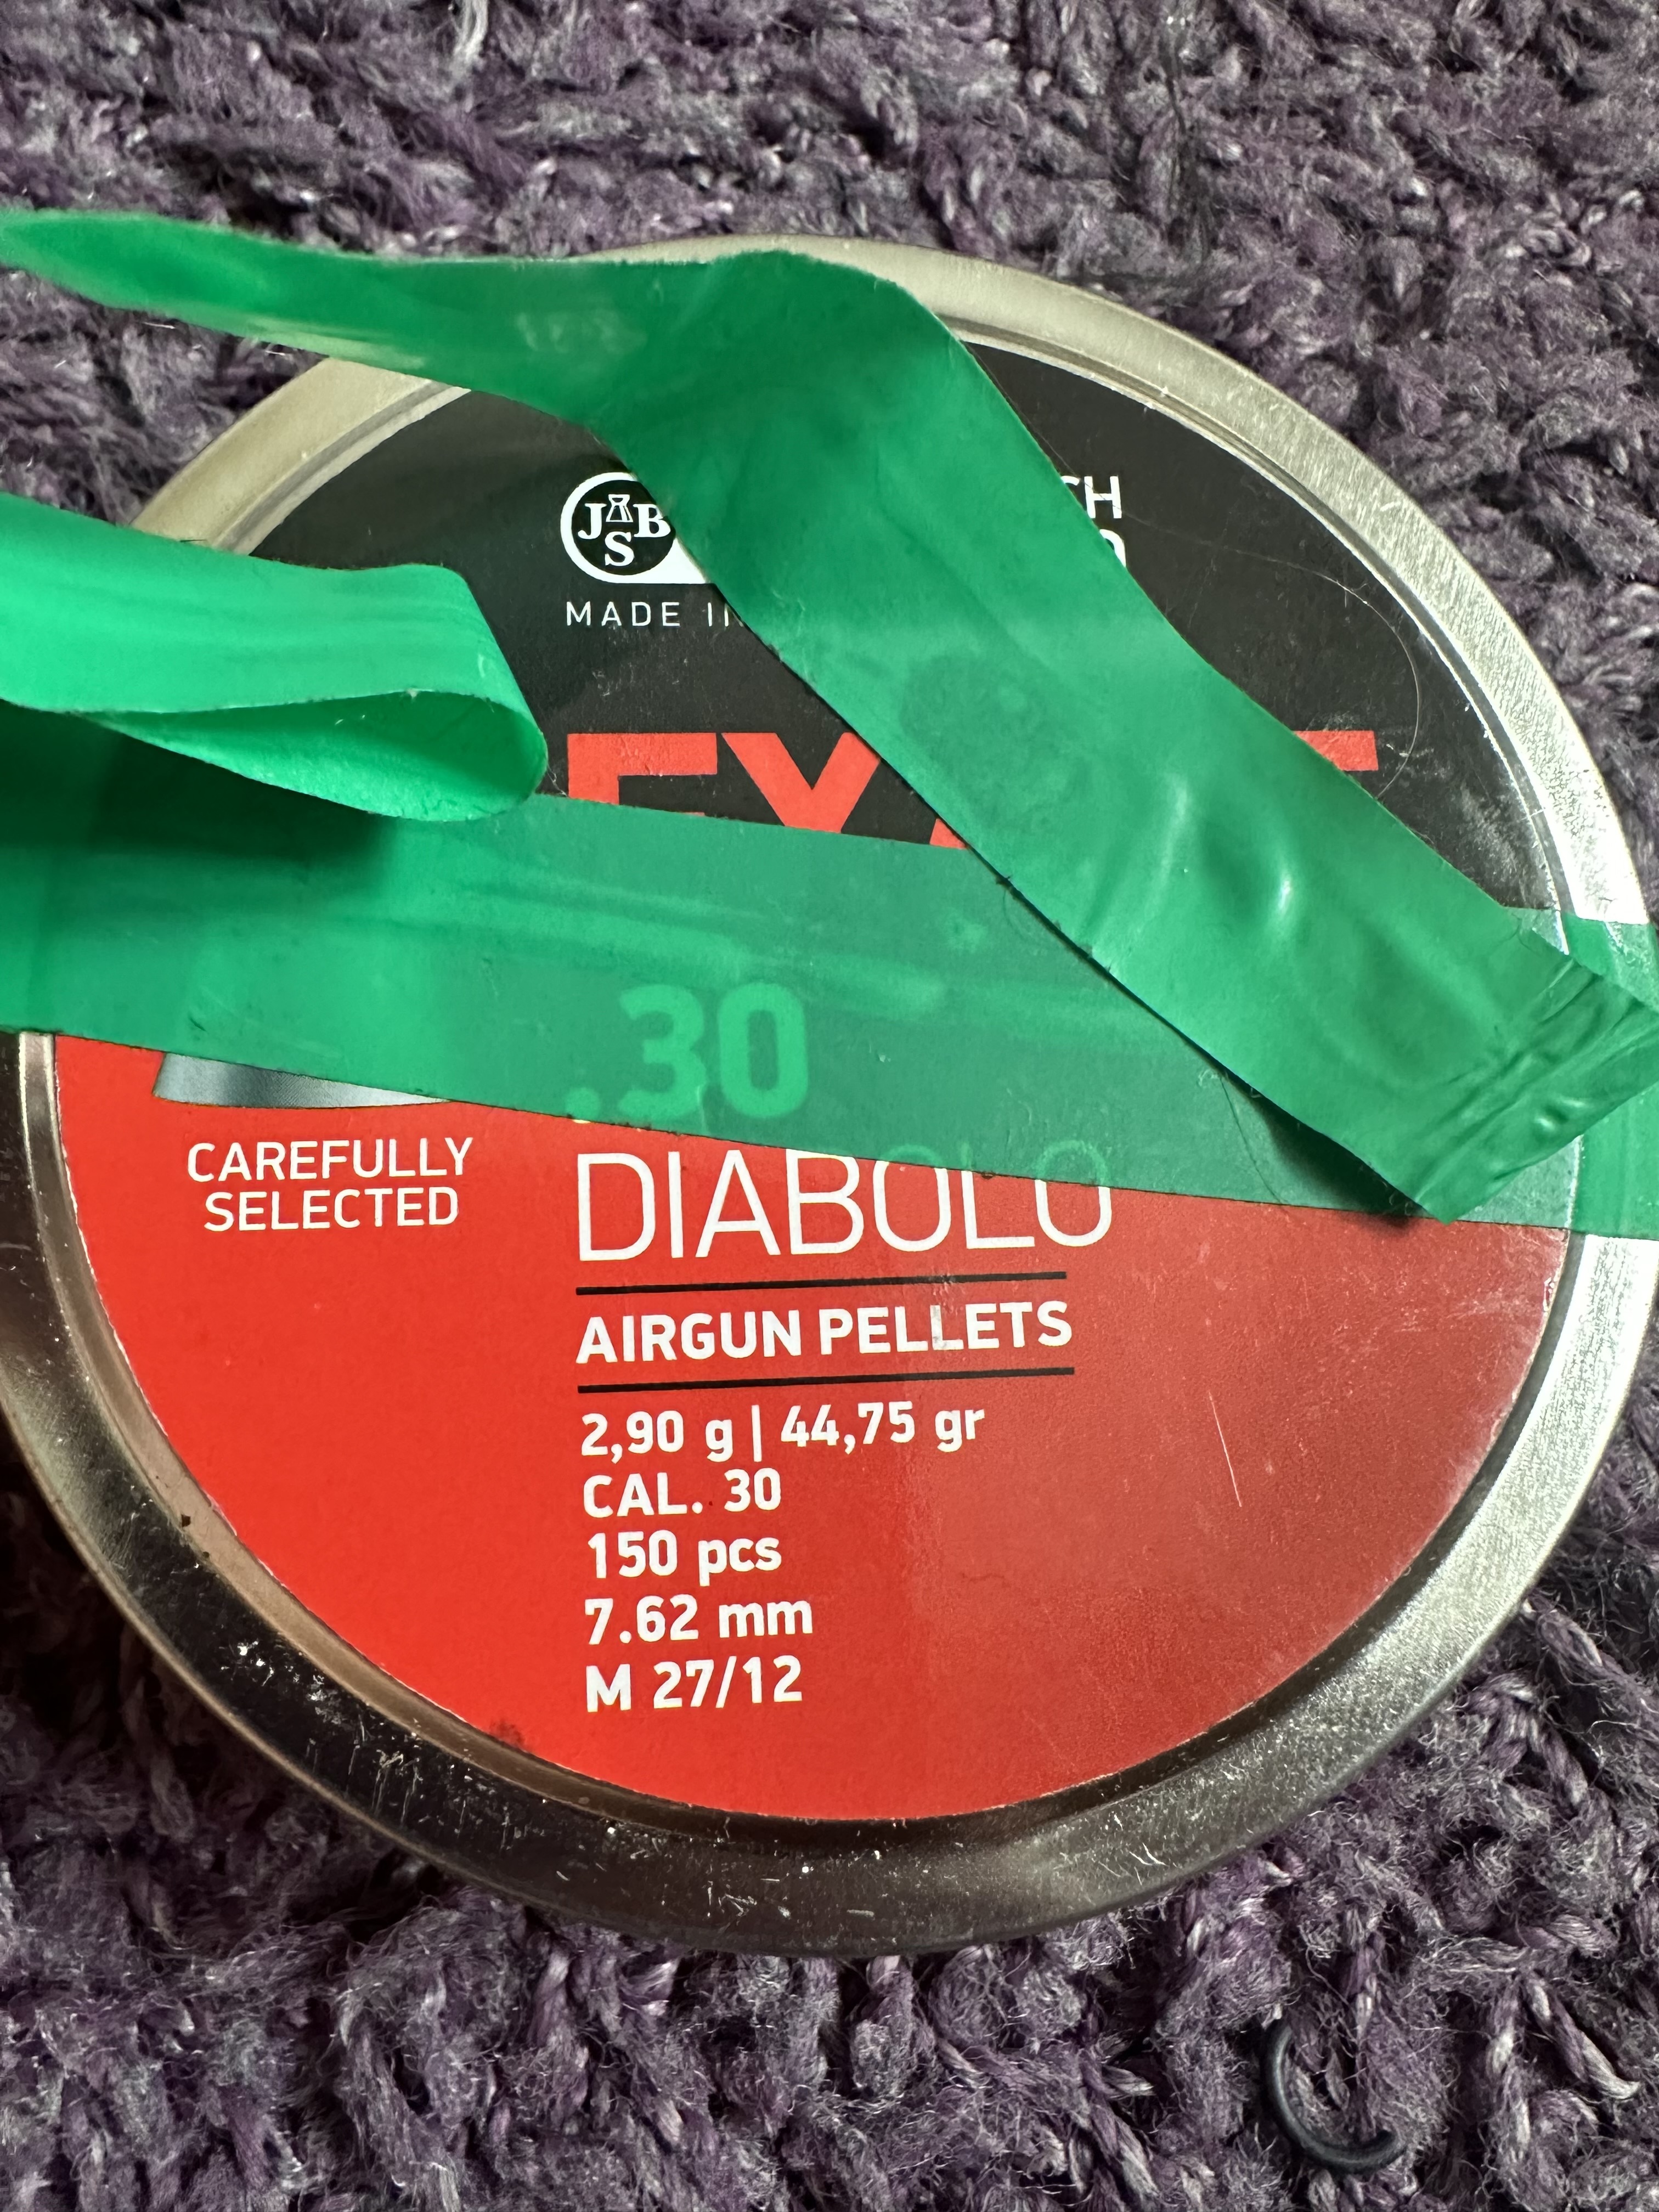 JSB
MADE IN
.30
CAREFULLY
SELECTED
DIABOLO
AIRGUN PELLETS
2,90 g | 44,75 gr
CAL. 30
150 pcs
7.62 mm
M 27/12